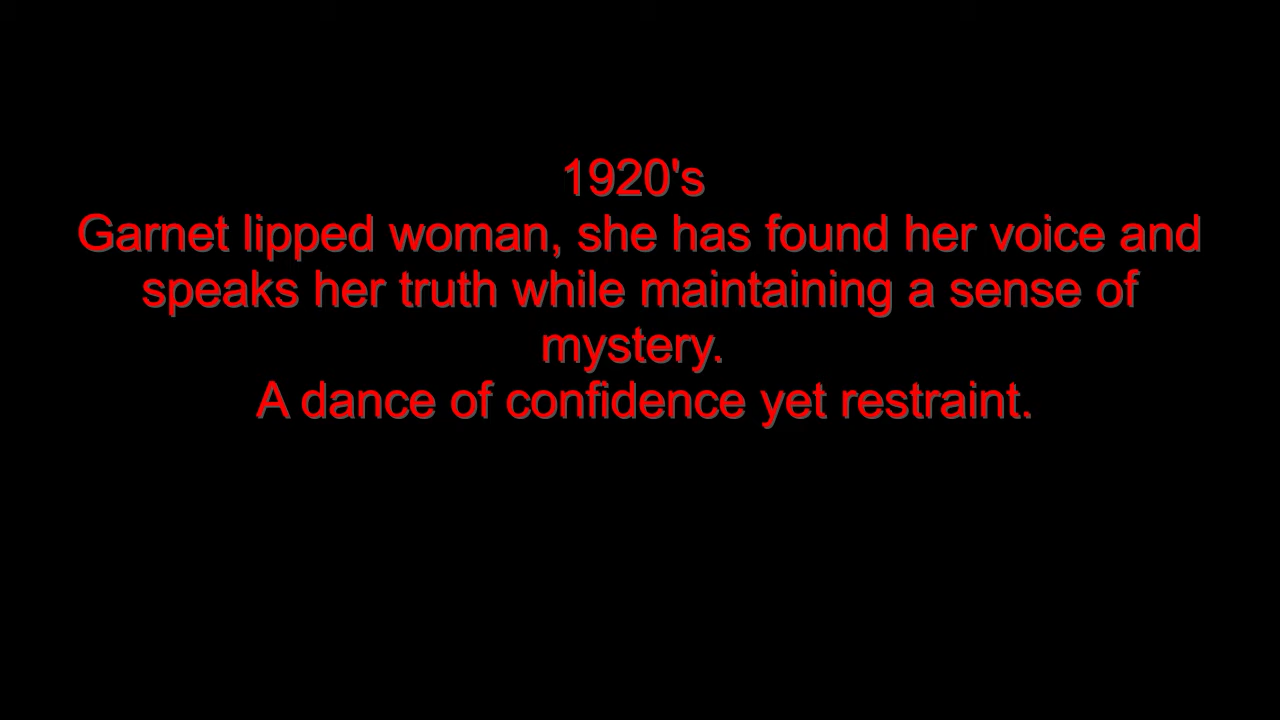 1920's
Garnet lipped woman, she has found her voice and
speaks her truth while maintaining a sense of
mystery.
A dance of confidence yet restraint.